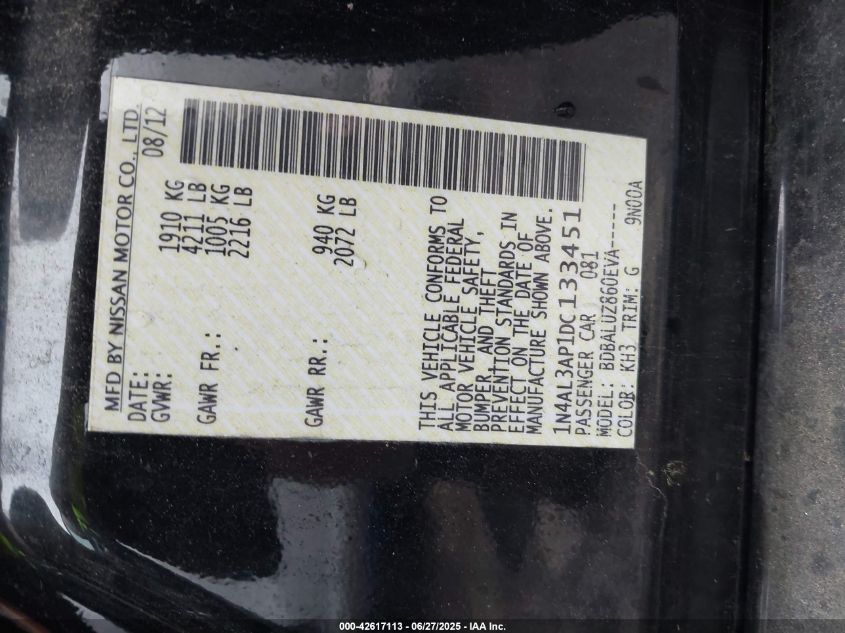 MFD BY NISSAN MOTOR CO., LTD.
DATE: 08/12
GVWR: 1910 KG
4211 LB
GAWR FR.: 1005 KG
2216 LB
GAWR RR.: 940 KG
2072 LB
THIS VEHICLE CONFORMS TO
ALL APPLICABLE FEDERAL
MOTOR VEHICLE SAFETY,
BUMPER, AND THEFT
PREVENTION STANDARDS IN
EFFECT ON THE DATE OF
MANUFACTURE SHOWN ABOVE.
1N4AL3AP1DC133451
PASSENGER CAR 081
MODEL: BDBALUZ860EVA-----
COLOR: KH3 TRIM: G 9N00A
000-42617113 - 06/27/2025 - IAA Inc.